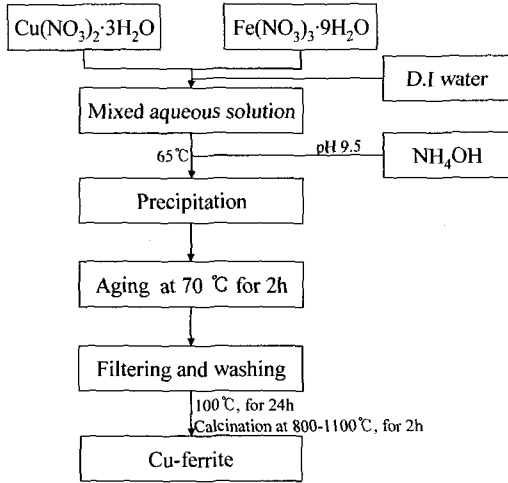 Cu(NO₃)₂·3H₂O
Fe(NO₃)₃·9H₂O
D.I water
Mixed aqueous solution
65℃
pH 9.5
NH₄OH
Precipitation
Aging at 70 ℃ for 2h
Filtering and washing
100℃, for 24h
Calcination at 800-1100℃, for 2h
Cu-ferrite